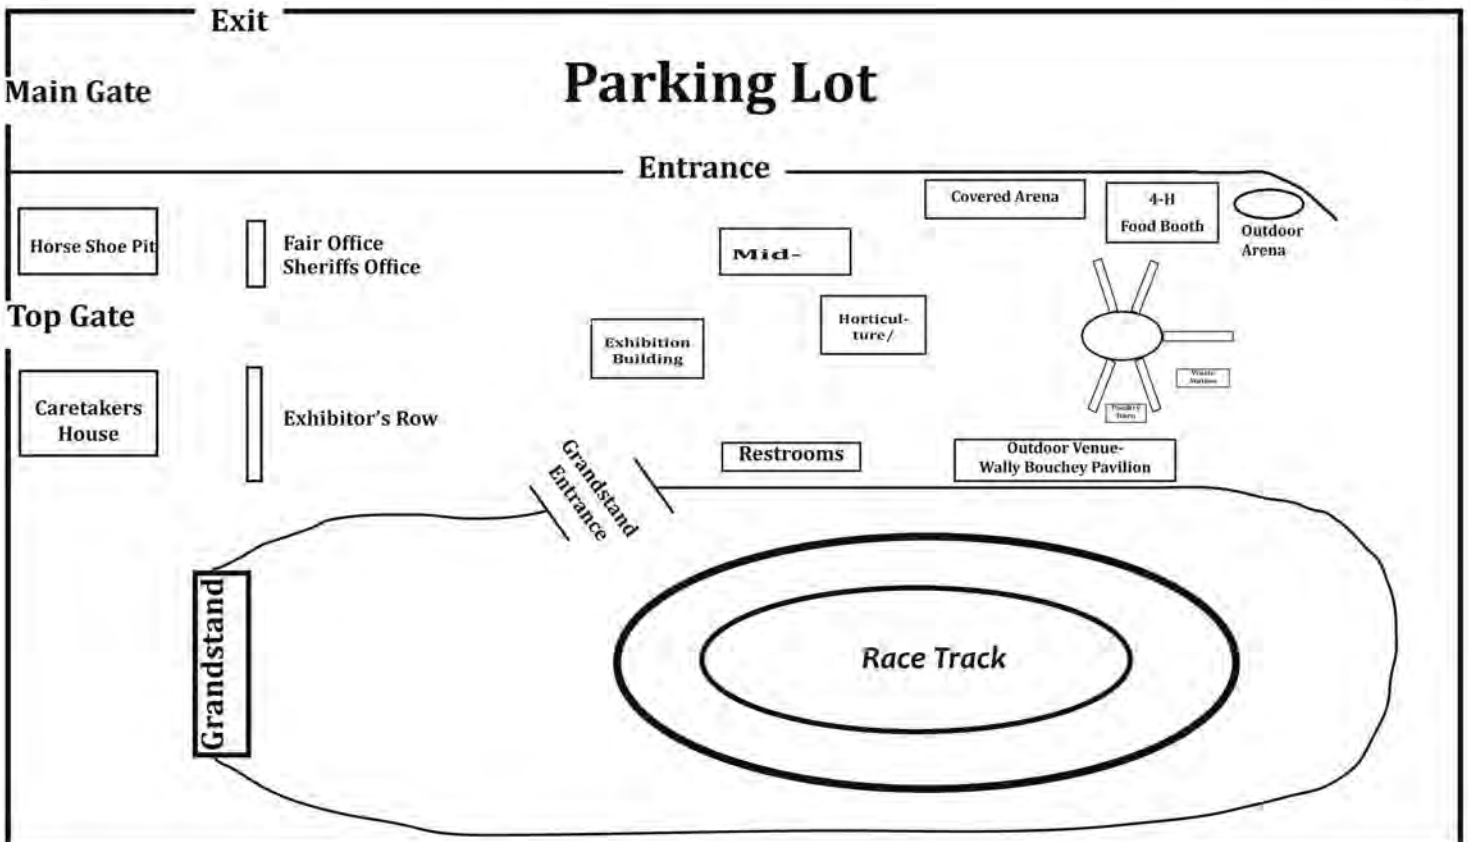 Exit
Parking Lot
Main Gate
Entrance
Covered Arena
4-H
Food Booth
Outdoor
Arena
Horse Shoe Pit
Fair Office
Sheriffs Office
Mid-
Top Gate
Horticul-
ture/
Exhibition
Building
Caretakers
House
Exhibitor's Row
Grandstand
Entrance
Restrooms
Outdoor Venue-
Wally Bouchey Pavilion
Grandstand
Race Track